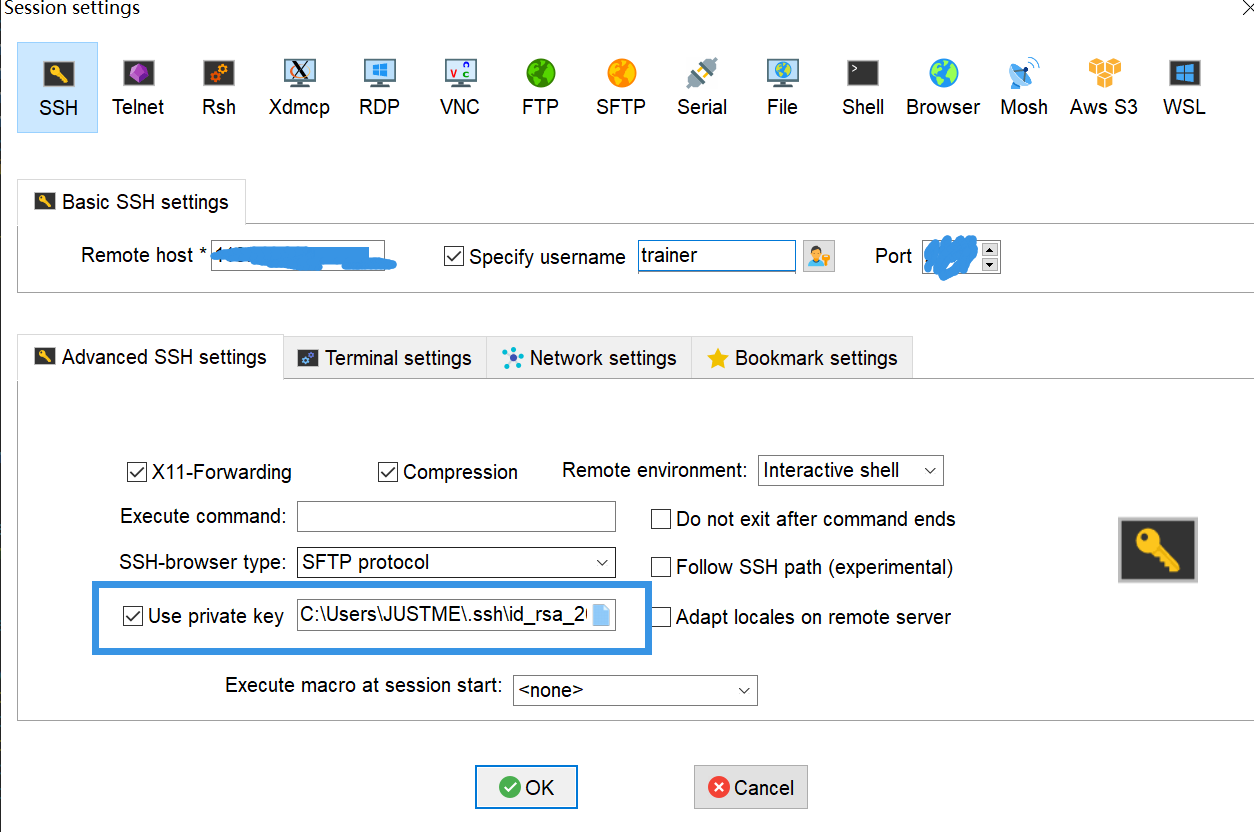 Session settings
SSH Telnet Rsh Xdmcp RDP VNC FTP SFTP Serial File Shell Browser Mosh Aws S3 WSL
Basic SSH settings
Remote host * Specify username trainer Port
Advanced SSH settings Terminal settings Network settings Bookmark settings
X11-Forwarding Compression Remote environment: Interactive shell
Execute command: Do not exit after command ends
SSH-browser type: SFTP protocol Follow SSH path (experimental)
Use private key C:\Users\JUSTME\.ssh\id_rsa_2 Adapt locales on remote server
Execute macro at session start: <none>
OK Cancel